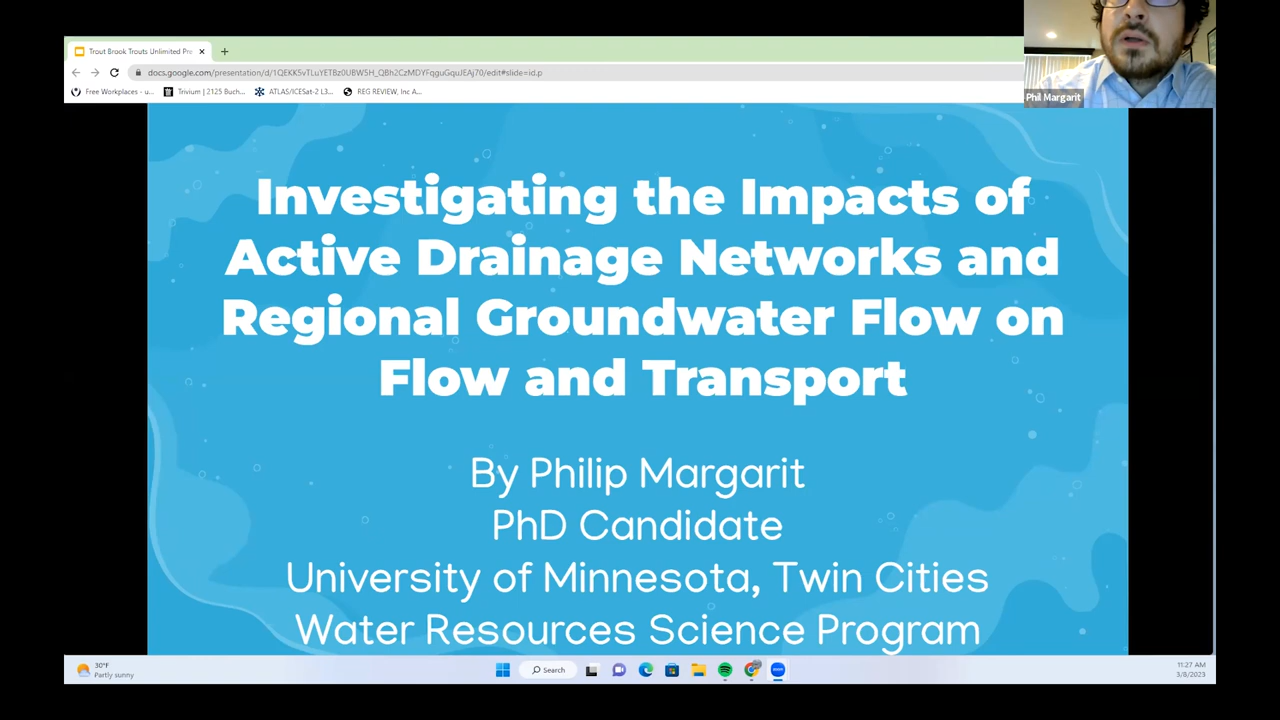 Trout Brook Trouts Unlimited Pre
docs.google.com/presentation/d/1QEKK5vTLuYETBz0UBW5H_QBh2CzMDYFqguGquJEAj70/edit#slide=id.p
Free Workplaces - u...
Trivium | 2125 Buch...
ATLAS/ICESat-2 L3...
REG REVIEW, Inc A...
Phil Margarit
Investigating the Impacts of
Active Drainage Networks and
Regional Groundwater Flow on
Flow and Transport
By Philip Margarit
PhD Candidate
University of Minnesota, Twin Cities
Water Resources Science Program
30°F
Partly sunny
Search
zoom
11:27 AM
3/8/2023